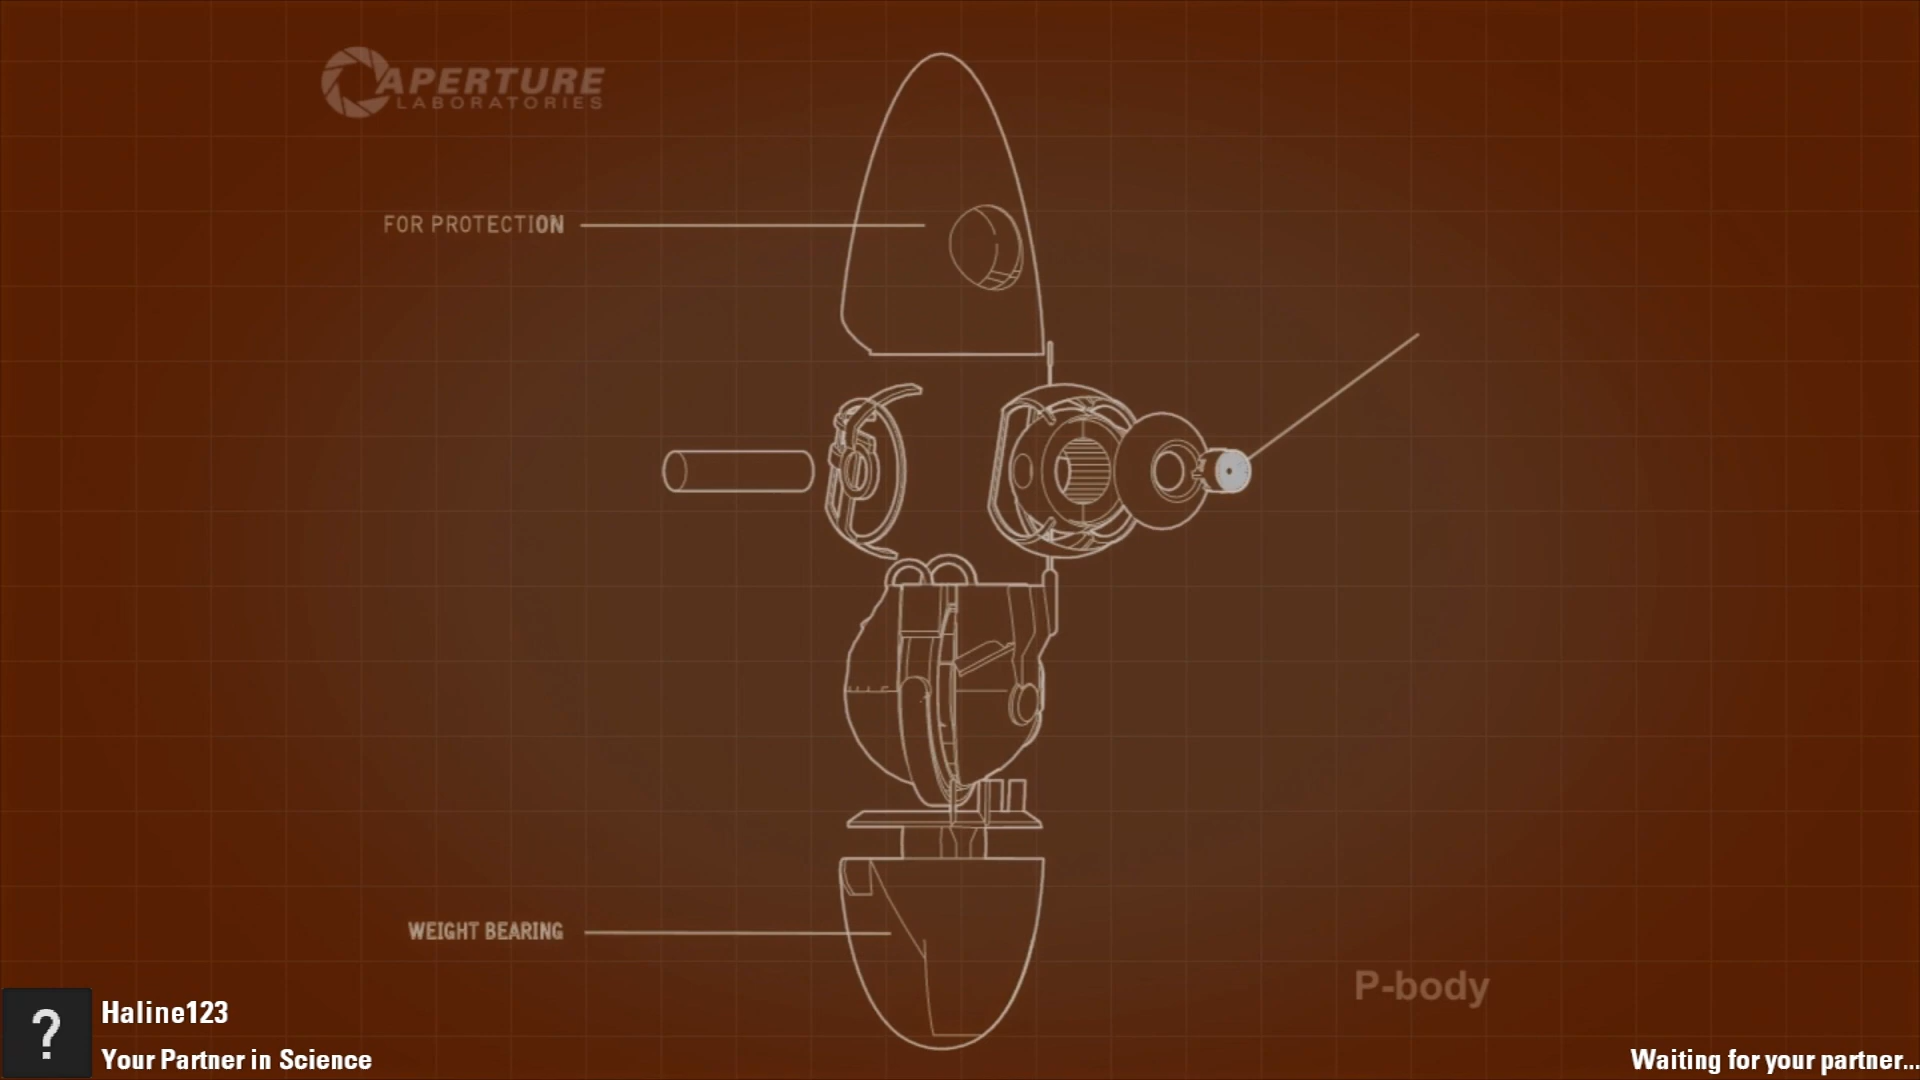 APERTURE
LABORATORIES
FOR PROTECTION
WEIGHT BEARING
P-body
?
Haline123
Your Partner in Science
Waiting for your partner...